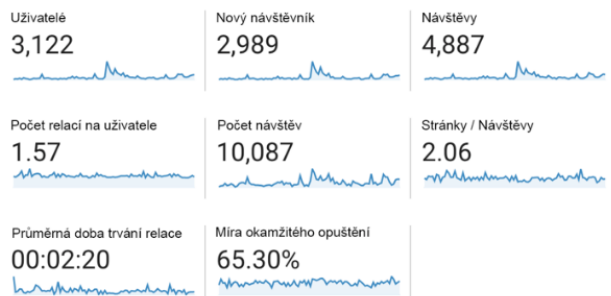 Uživatelé
3,122
Nový návštěvník
2,989
Návštěvy
4,887
Počet relací na uživatele
1.57
Počet návštěv
10,087
Stránky / Návštěvy
2.06
Průměrná doba trvání relace
00:02:20
Míra okamžitého opuštění
65.30%